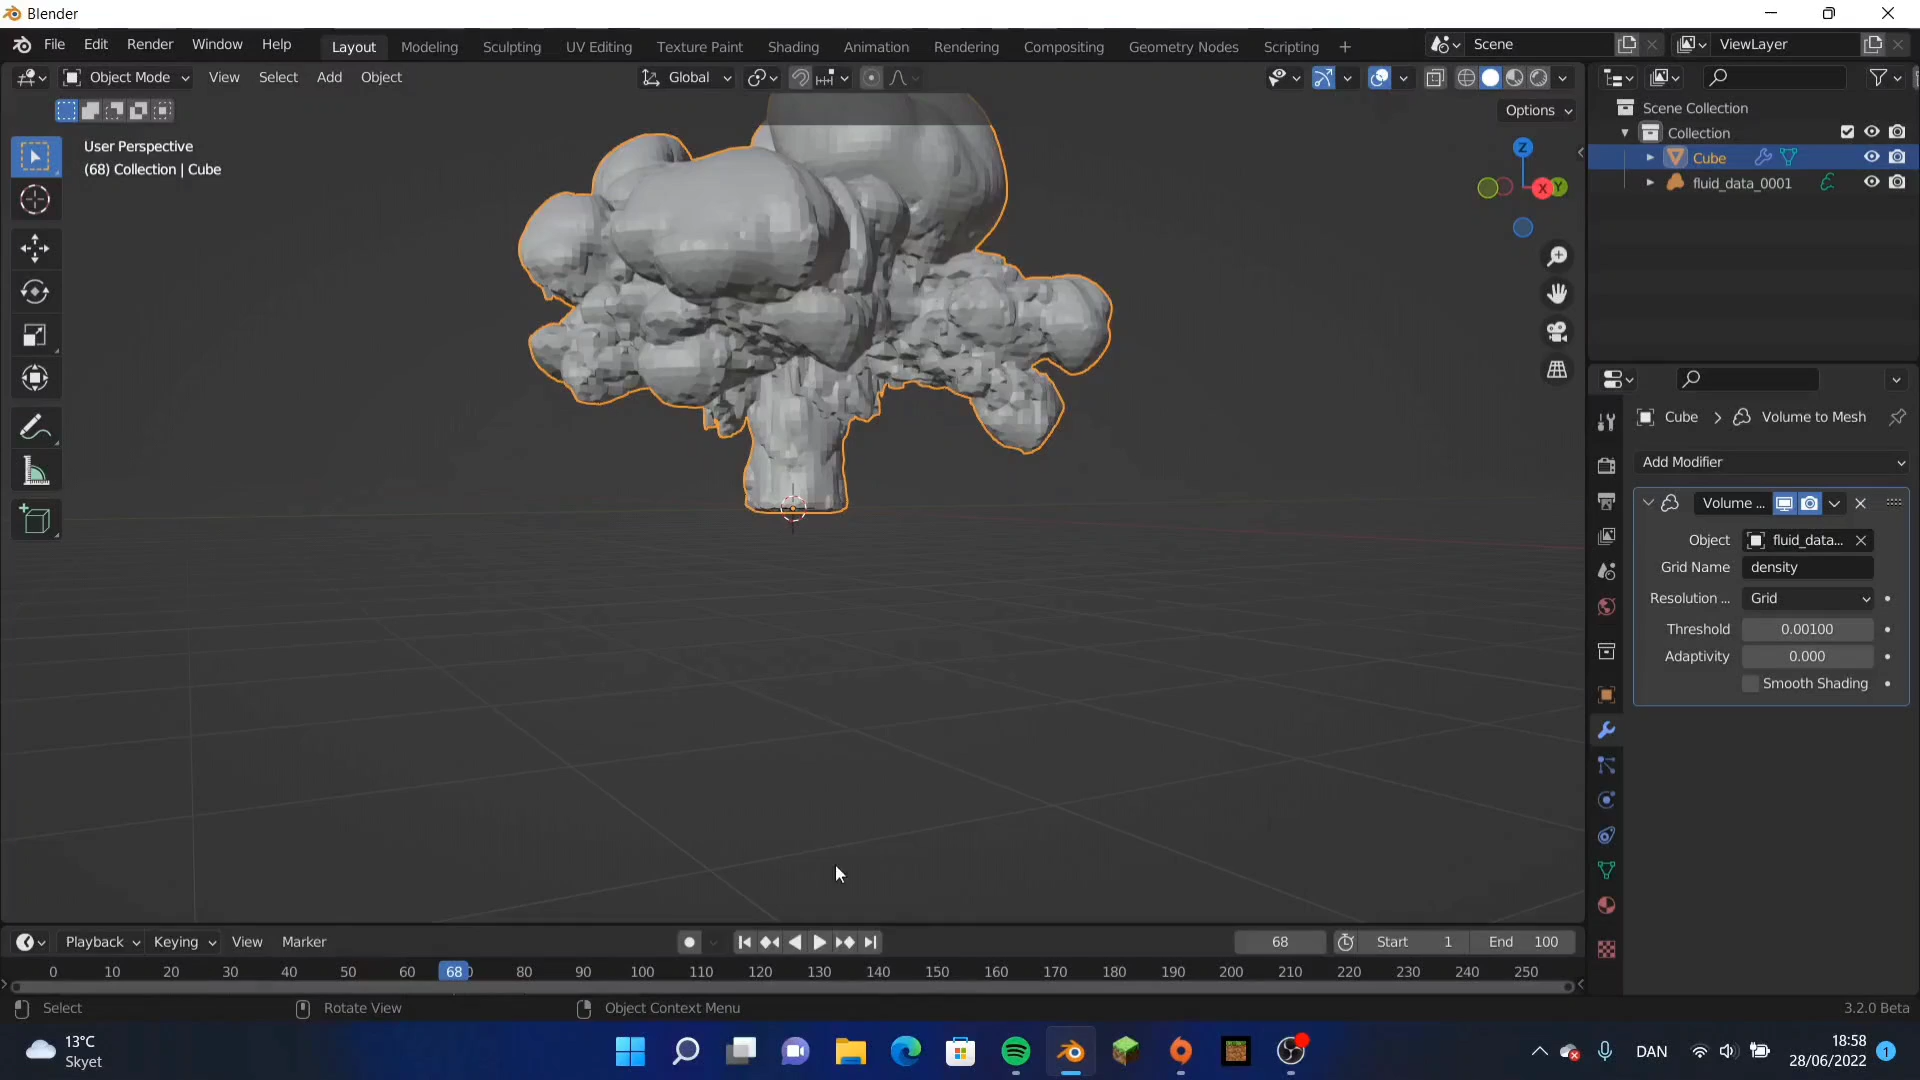 Blender
File Edit Render Window Help Layout Modeling Sculpting UV Editing Texture Paint Shading Animation Rendering Compositing Geometry Nodes Scripting + Scene ViewLayer
Object Mode View Select Add Object Global
Options
User Perspective
(68) Collection | Cube
Z
X Y
Scene Collection
Collection
Cube
fluid_data_0001
Cube > Volume to Mesh
Add Modifier
Volume ...
Object fluid_data...
Grid Name density
Resolution ... Grid
Threshold 0.00100
Adaptivity 0.000
Smooth Shading
Playback Keying View Marker 68 Start 1 End 100
0 10 20 30 40 50 60 68 80 90 100 110 120 130 140 150 160 170 180 190 200 210 220 230 240 250
Select Rotate View Object Context Menu 3.2.0 Beta
13°C
Skyet
DAN
18:58
28/06/2022
1